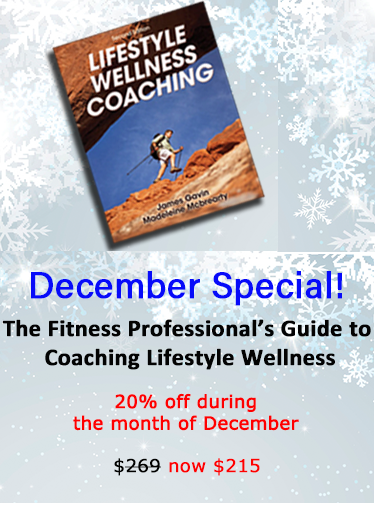 Second Edition
LIFESTYLE
WELLNESS
COACHING
James Gavin
Madeleine Mcbrearty
December Special!
The Fitness Professional’s Guide to
Coaching Lifestyle Wellness
20% off during
the month of December
$269 now $215